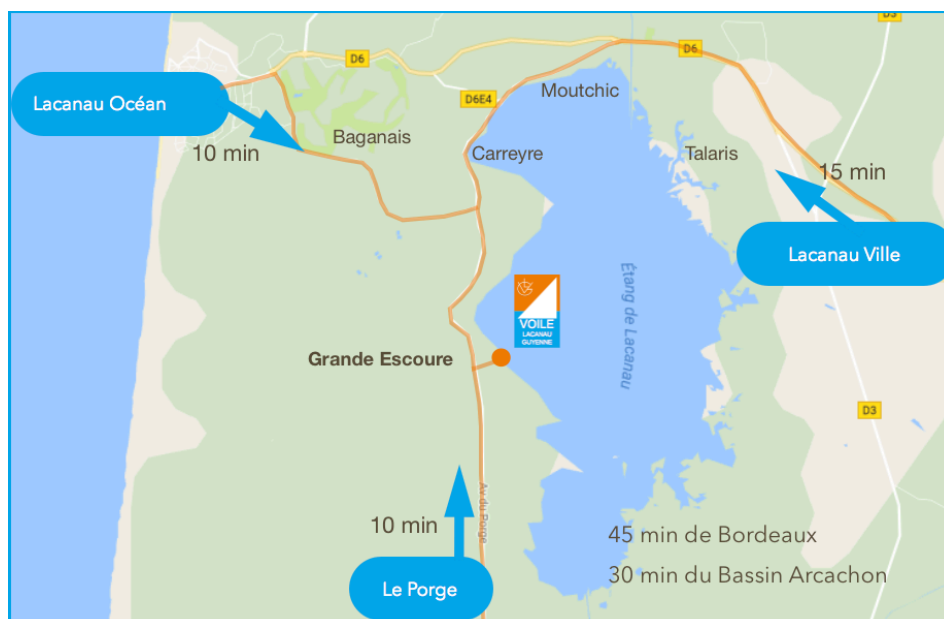 D3
D6
D6
Moutchic
Lacanau Océan
D6E4
Baganais
10 min
Carreyre
Talaris
15 min
Lacanau Ville
Étang de Lacanau
VOILE
LACANAU
GUYENNE
Grande Escoure
D3
Av du Porge
10 min
45 min de Bordeaux
30 min du Bassin Arcachon
Le Porge